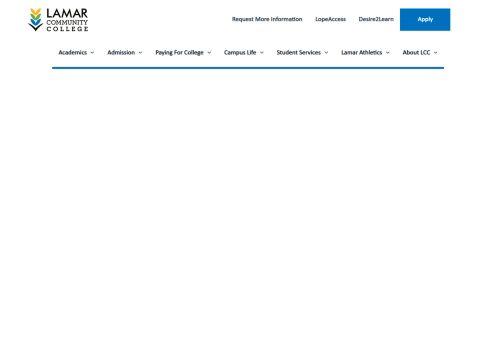 LAMAR
COMMUNITY
COLLEGE
Request More Information LopeAccess Desire2Learn Apply
Academics Admission Paying For College Campus Life Student Services Lamar Athletics About LCC